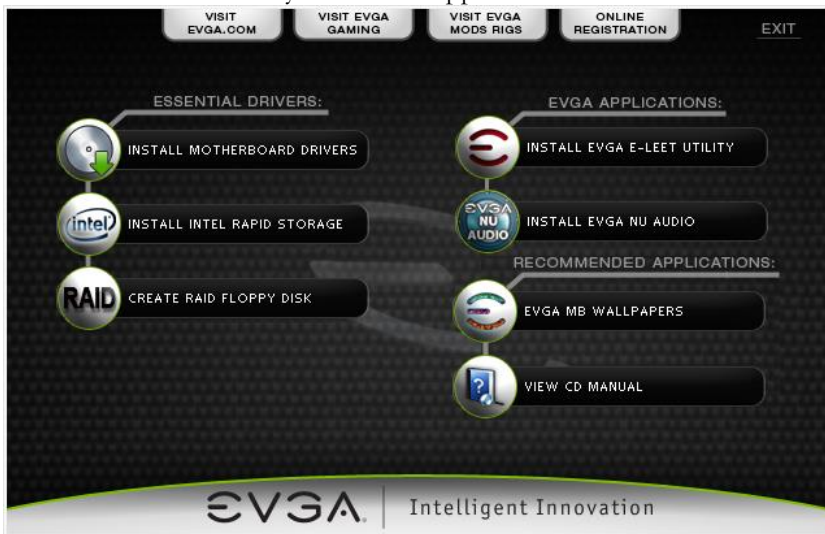 VISIT
EVGA.COM
VISIT EVGA
GAMING
VISIT EVGA
MODS RIGS
ONLINE
REGISTRATION
EXIT
ESSENTIAL DRIVERS:
INSTALL MOTHERBOARD DRIVERS
intel
INSTALL INTEL RAPID STORAGE
RAID
CREATE RAID FLOPPY DISK
EVGA APPLICATIONS:
INSTALL EVGA E-LEET UTILITY
EVGA
NU
AUDIO
INSTALL EVGA NU AUDIO
RECOMMENDED APPLICATIONS:
EVGA MB WALLPAPERS
VIEW CD MANUAL
EVGA
Intelligent Innovation